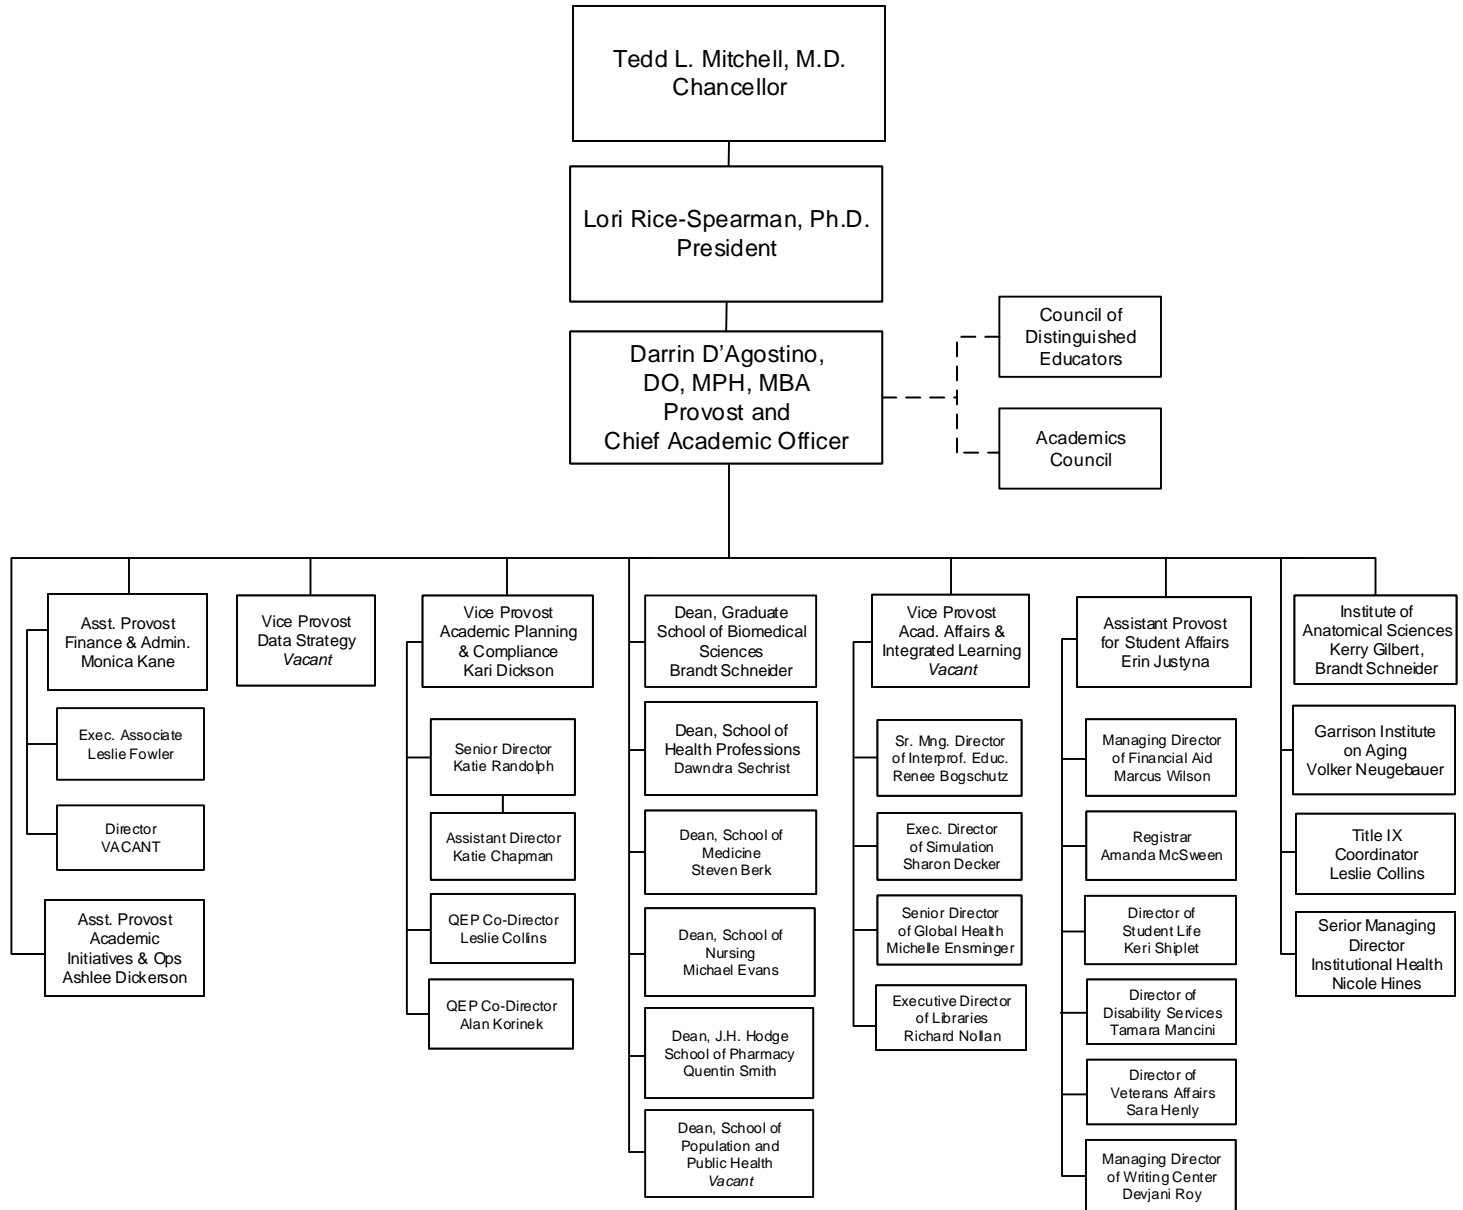 Tedd L. Mitchell, M.D.
Chancellor
Lori Rice-Spearman, Ph.D.
President
Darrin D’Agostino,
DO, MPH, MBA
Provost and
Chief Academic Officer
Council of
Distinguished
Educators
Academics
Council
Asst. Provost
Finance & Admin.
Monica Kane
Exec. Associate
Leslie Fowler
Director
VACANT
Asst. Provost
Academic
Initiatives & Ops
Ashlee Dickerson
Vice Provost
Data Strategy
Vacant
Vice Provost
Academic Planning
& Compliance
Kari Dickson
Senior Director
Katie Randolph
Assistant Director
Katie Chapman
QEP Co-Director
Leslie Collins
QEP Co-Director
Alan Korinek
Dean, Graduate
School of Biomedical
Sciences
Brandt Schneider
Dean, School of
Health Professions
Dawndra Sechrist
Dean, School of
Medicine
Steven Berk
Dean, School of
Nursing
Michael Evans
Dean, J.H. Hodge
School of Pharmacy
Quentin Smith
Dean, School of
Population and
Public Health
Vacant
Vice Provost
Acad. Affairs &
Integrated Learning
Vacant
Sr. Mng. Director
of Interprof. Educ.
Renee Bogschutz
Exec. Director
of Simulation
Sharon Decker
Senior Director
of Global Health
Michelle Ensminger
Executive Director
of Libraries
Richard Nollan
Assistant Provost
for Student Affairs
Erin Justyna
Managing Director
of Financial Aid
Marcus Wilson
Registrar
Amanda McSween
Director of
Student Life
Keri Shiplet
Director of
Disability Services
Tamara Mancini
Director of
Veterans Affairs
Sara Henly
Managing Director
of Writing Center
Devjani Roy
Institute of
Anatomical Sciences
Kerry Gilbert,
Brandt Schneider
Garrison Institute
on Aging
Volker Neugebauer
Title IX
Coordinator
Leslie Collins
Serior Managing
Director
Institutional Health
Nicole Hines